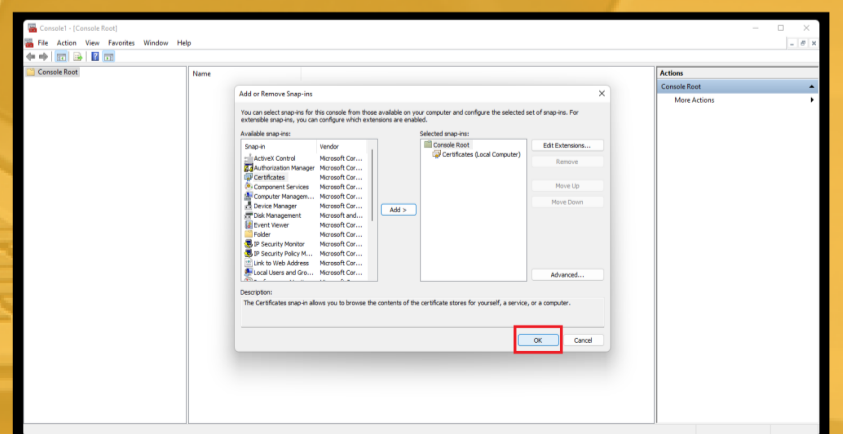 Console1 - [Console Root]
File Action View Favorites Window Help
Console Root
Name
Actions
Console Root
More Actions
Add or Remove Snap-ins
You can select snap-ins for this console from those available on your computer and configure the selected set of snap-ins. For
extensible snap-ins, you can configure which extensions are enabled.
Available snap-ins:
Snap-in Vendor
ActiveX Control Microsoft Cor...
Authorization Manager Microsoft Cor...
Certificates Microsoft Cor...
Component Services Microsoft Cor...
Computer Managem... Microsoft Cor...
Device Manager Microsoft Cor...
Disk Management Microsoft and...
Event Viewer Microsoft Cor...
Folder Microsoft Cor...
IP Security Monitor Microsoft Cor...
IP Security Policy M... Microsoft Cor...
Link to Web Address Microsoft Cor...
Local Users and Gro... Microsoft Cor...
Add >
Selected snap-ins:
Console Root
Certificates (Local Computer)
Edit Extensions...
Remove
Move Up
Move Down
Advanced...
Description:
The Certificates snap-in allows you to browse the contents of the certificate stores for yourself, a service, or a computer.
OK Cancel